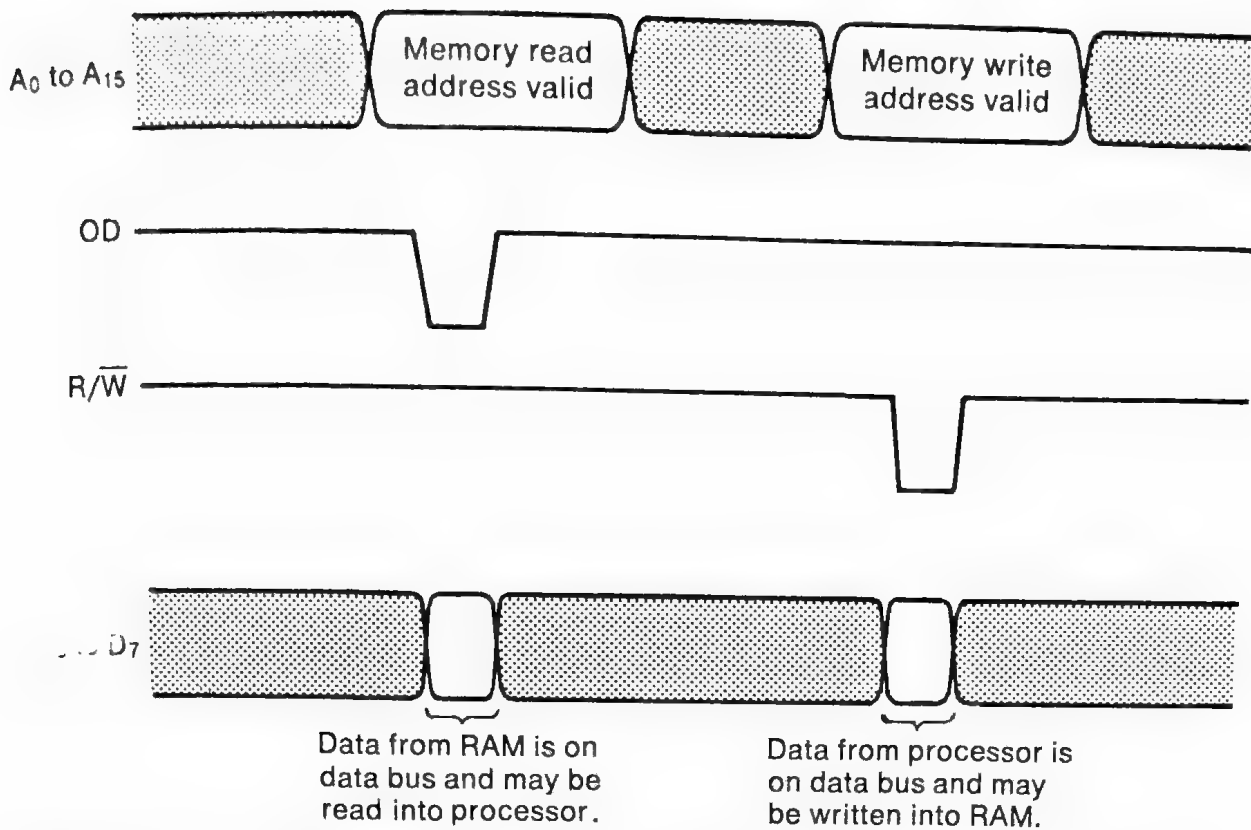 A₀ to A₁₅
Memory read
address valid
Memory write
address valid
OD
R/W̅
D₇
Data from RAM is on
data bus and may be
read into processor.
Data from processor is
on data bus and may
be written into RAM.